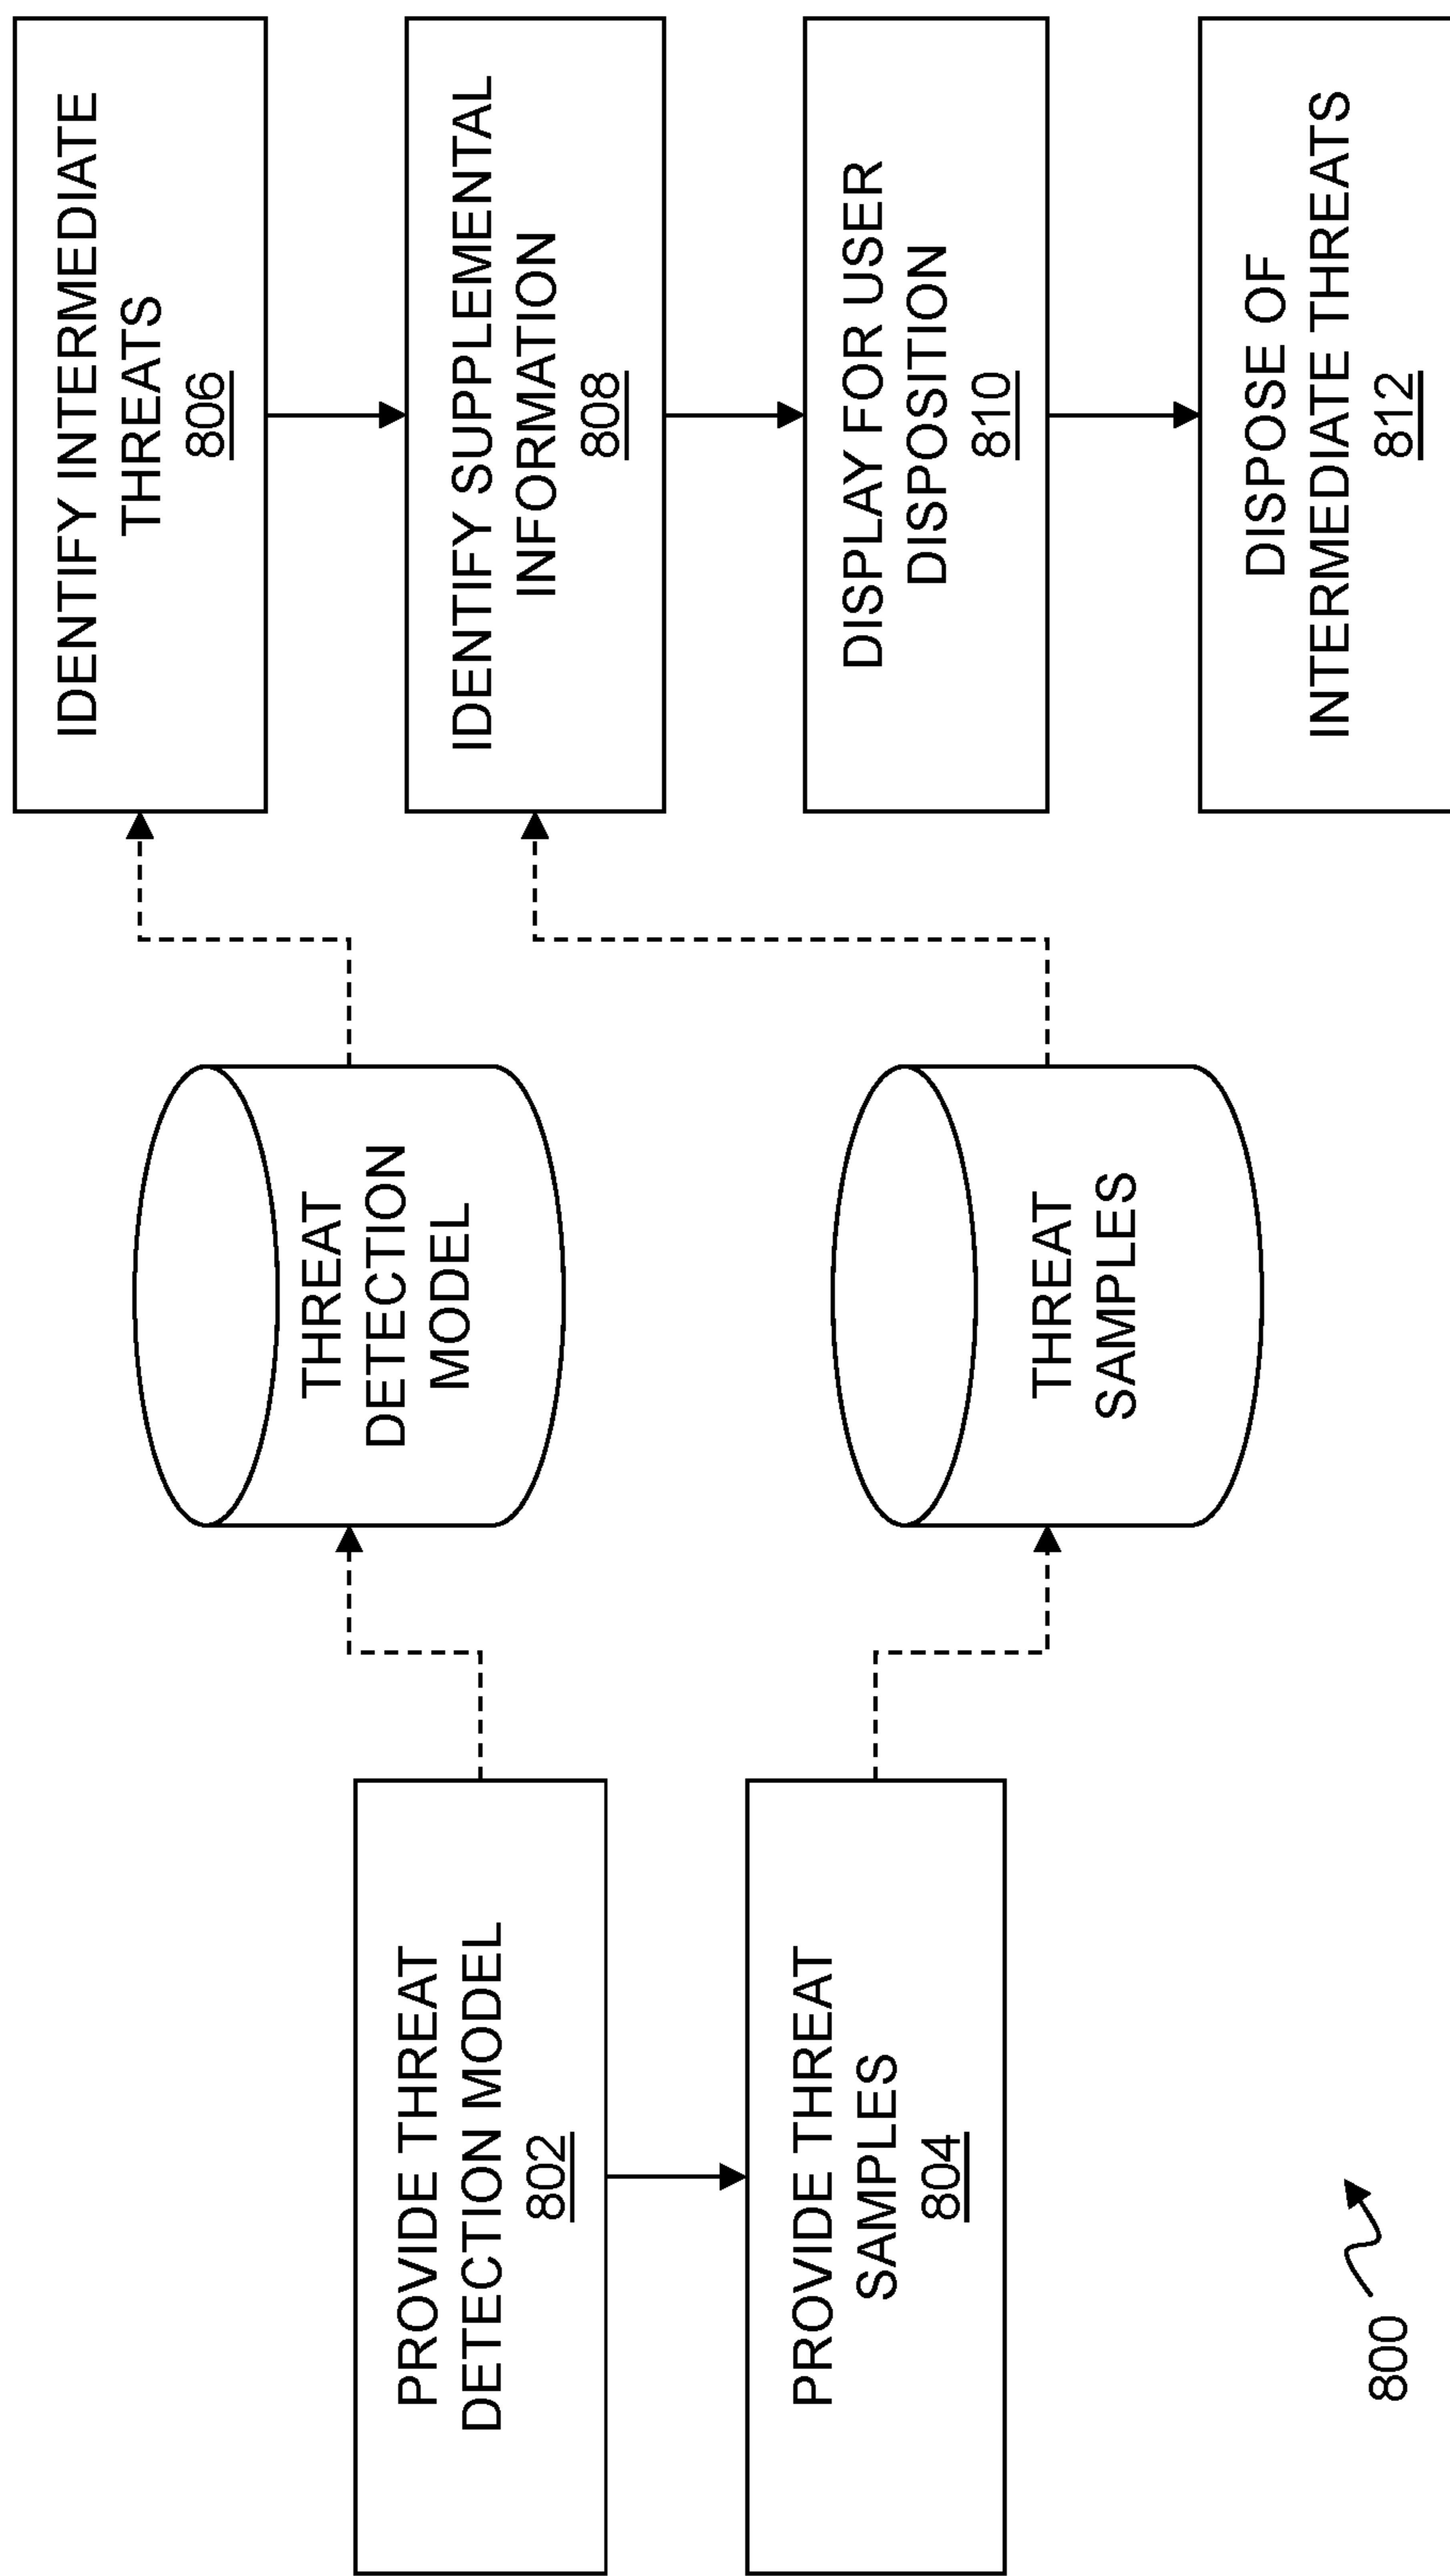 PROVIDE THREAT
DETECTION MODEL
802
PROVIDE THREAT
SAMPLES
804
THREAT
DETECTION
MODEL
THREAT
SAMPLES
IDENTIFY INTERMEDIATE
THREATS
806
IDENTIFY SUPPLEMENTAL
INFORMATION
808
DISPLAY FOR USER
DISPOSITION
810
DISPOSE OF
INTERMEDIATE THREATS
812
800